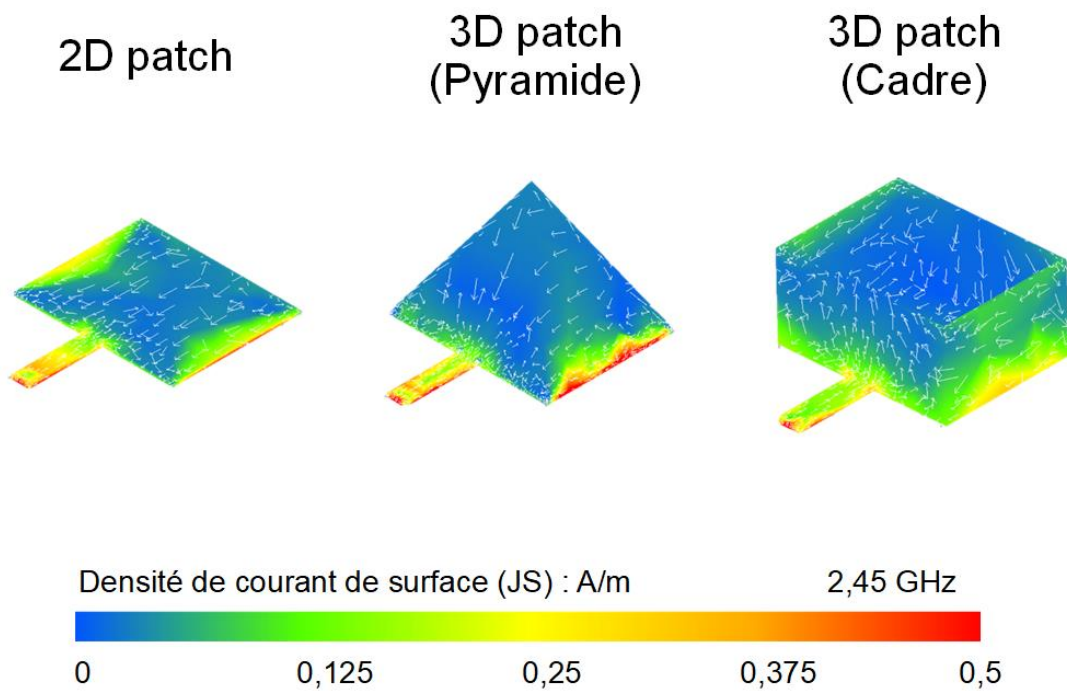 2D patch
3D patch
(Pyramide)
3D patch
(Cadre)
Densité de courant de surface (JS) : A/m
2,45 GHz
0
0,125
0,25
0,375
0,5